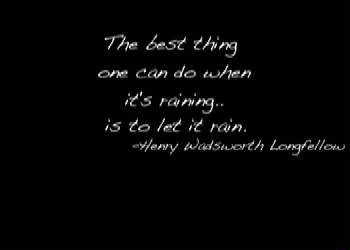 The best thing
one can do when
it's raining..
is to let it rain.
-Henry Wadsworth Longfellow